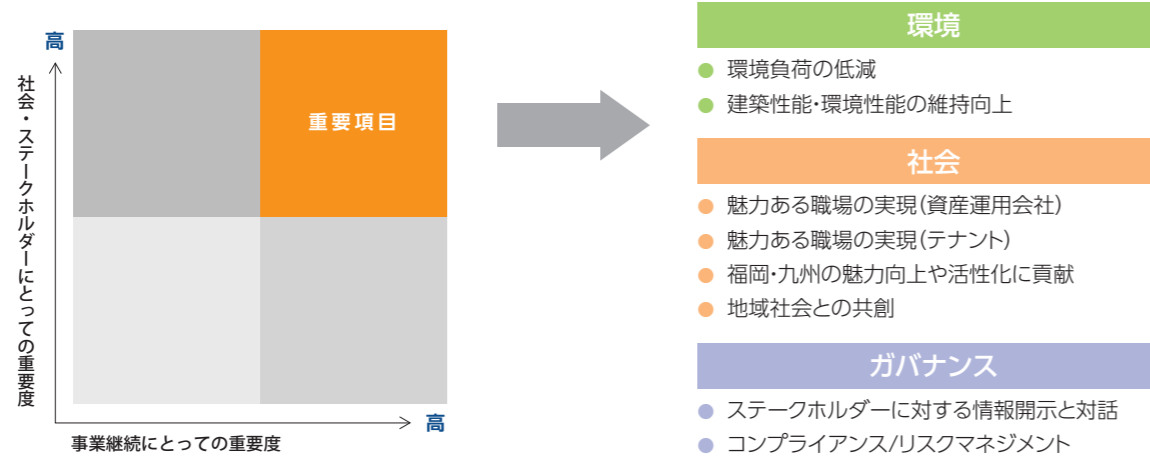 高
社会・ステークホルダーにとっての重要度
重要項目
高
事業継続にとっての重要度
環境
● 環境負荷の低減
● 建築性能・環境性能の維持向上
社会
● 魅力ある職場の実現(資産運用会社)
● 魅力ある職場の実現(テナント)
● 福岡・九州の魅力向上や活性化に貢献
● 地域社会との共創
ガバナンス
● ステークホルダーに対する情報開示と対話
● コンプライアンス/リスクマネジメント